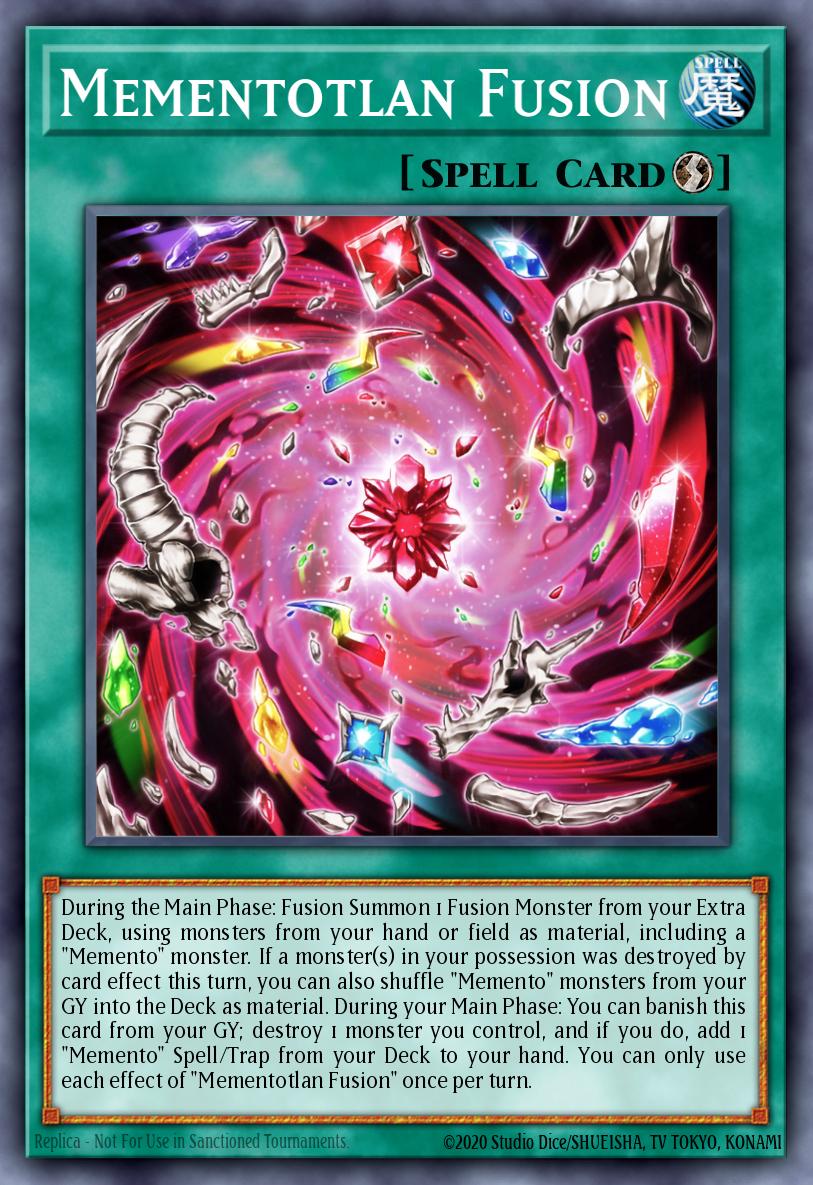 Mementotlan Fusion
SPELL
魔
[Spell Card]
During the Main Phase: Fusion Summon 1 Fusion Monster from your Extra
Deck, using monsters from your hand or field as material, including a
"Memento" monster. If a monster(s) in your possession was destroyed by
card effect this turn, you can also shuffle "Memento" monsters from your
GY into the Deck as material. During your Main Phase: You can banish this
card from your GY; destroy 1 monster you control, and if you do, add 1
"Memento" Spell/Trap from your Deck to your hand. You can only use
each effect of "Mementotlan Fusion" once per turn.
Replica - Not For Use in Sanctioned Tournaments.
©2020 Studio Dice/SHUEISHA, TV TOKYO, KONAMI